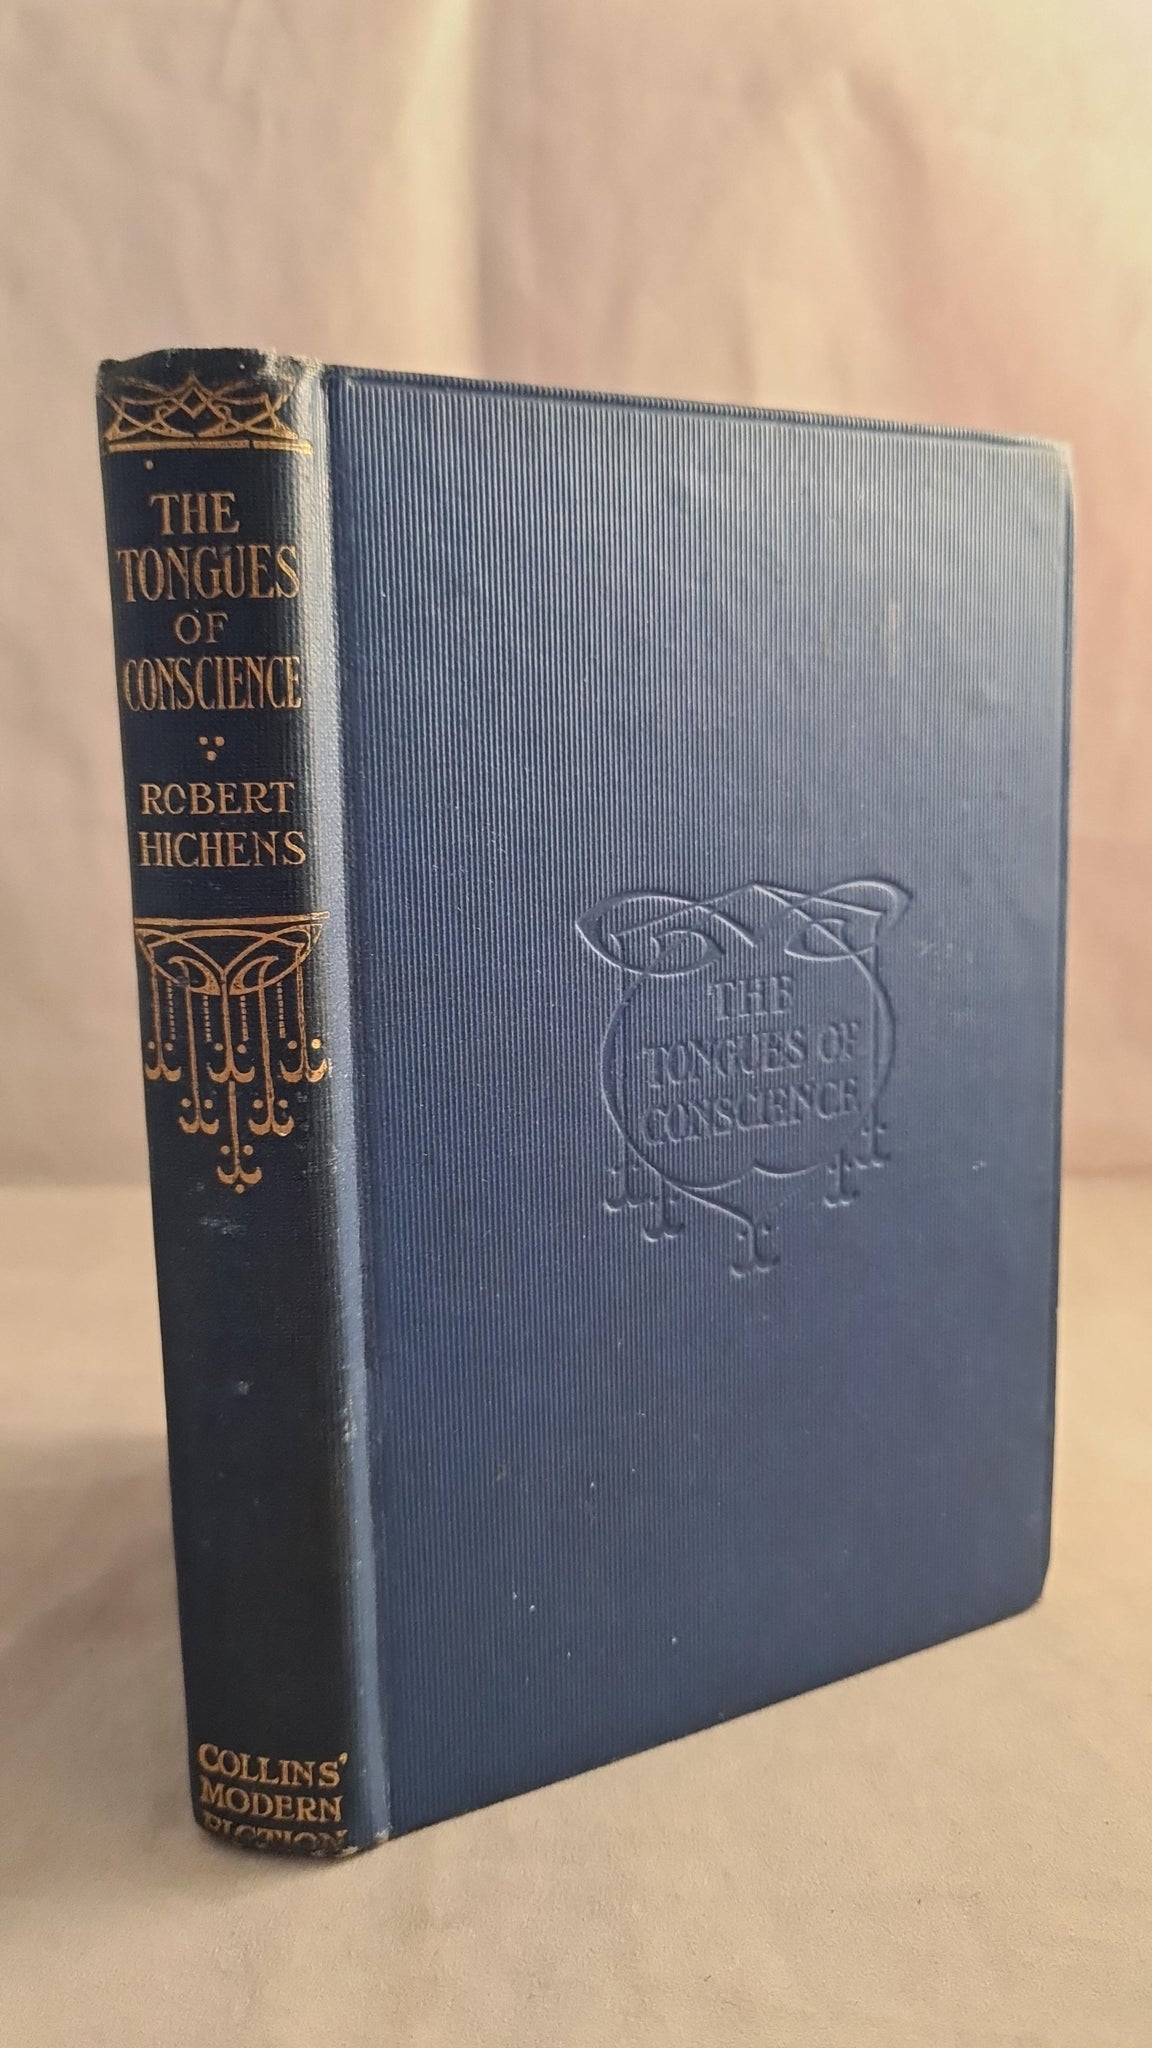 THE
TONGUES
OF
CONSCIENCE
ROBERT
HICHENS
COLLINS'
MODERN
FICTION
THE
TONGUES OF
CONSCIENCE